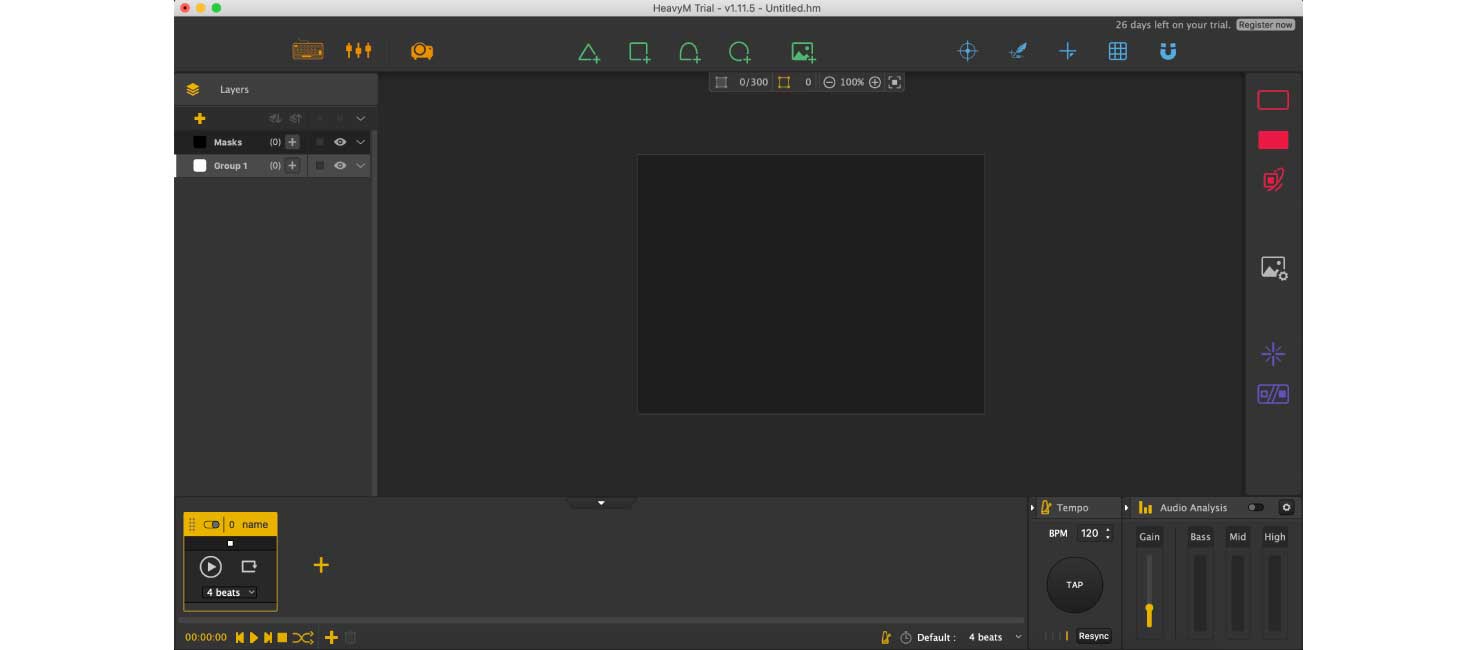 HeavyM Trial - v1.11.5 - Untitled.hm
26 days left on your trial. Register now
Layers
0/300 0 100%
Masks (0)
Group 1 (0)
0 name
4 beats
Tempo
BPM 120
TAP
Resync
Audio Analysis
Gain Bass Mid High
00:00:00
Default : 4 beats